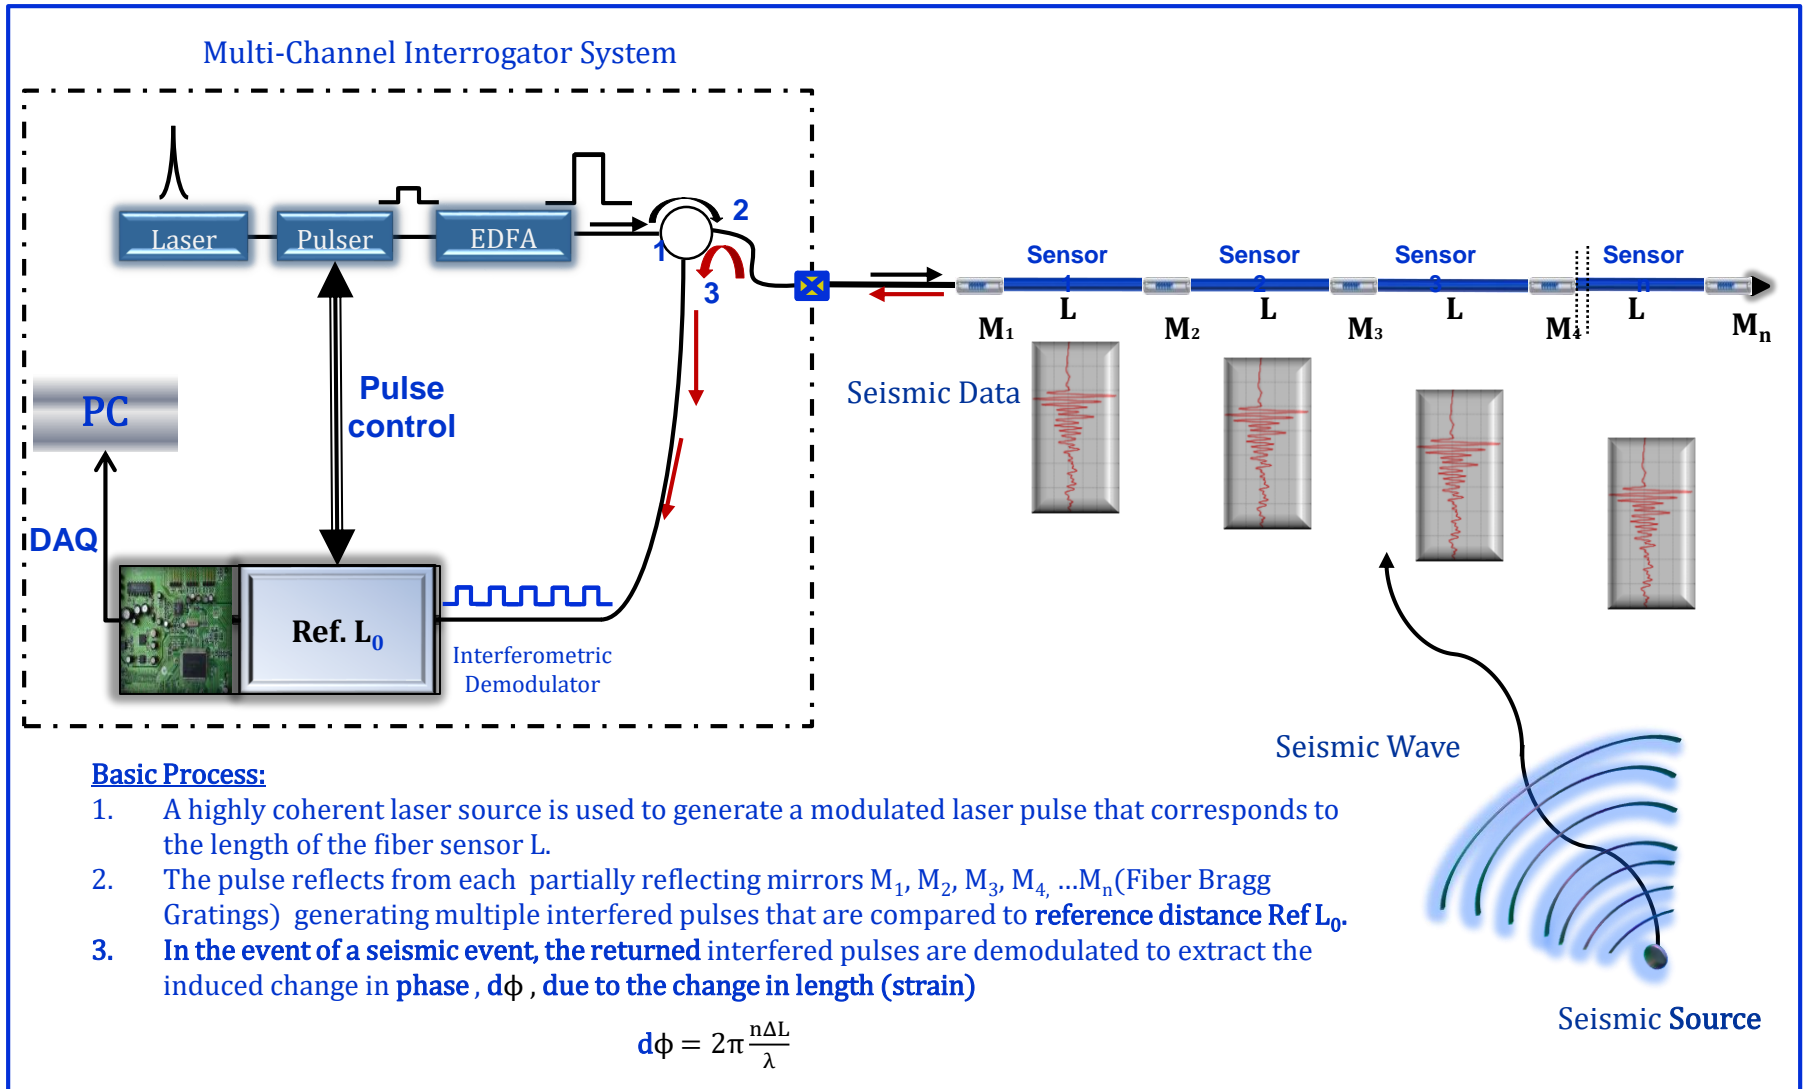 Multi-Channel Interrogator System
Laser
Pulser
EDFA
1
2
3
Pulse
control
PC
DAQ
Ref. L₀
Interferometric
Demodulator
Sensor
1
Sensor
2
Sensor
3
Sensor
n
L
L
L
L
M₁
M₂
M₃
M₄
Mₙ
Seismic Data
Seismic Wave
Seismic Source
Basic Process:
1. A highly coherent laser source is used to generate a modulated laser pulse that corresponds to
the length of the fiber sensor L.
2. The pulse reflects from each partially reflecting mirrors M₁, M₂, M₃, M₄, ...Mₙ(Fiber Bragg
Gratings) generating multiple interfered pulses that are compared to reference distance Ref L₀.
3. In the event of a seismic event, the returned interfered pulses are demodulated to extract the
induced change in phase , dϕ , due to the change in length (strain)
dϕ = 2π nΔL/λ